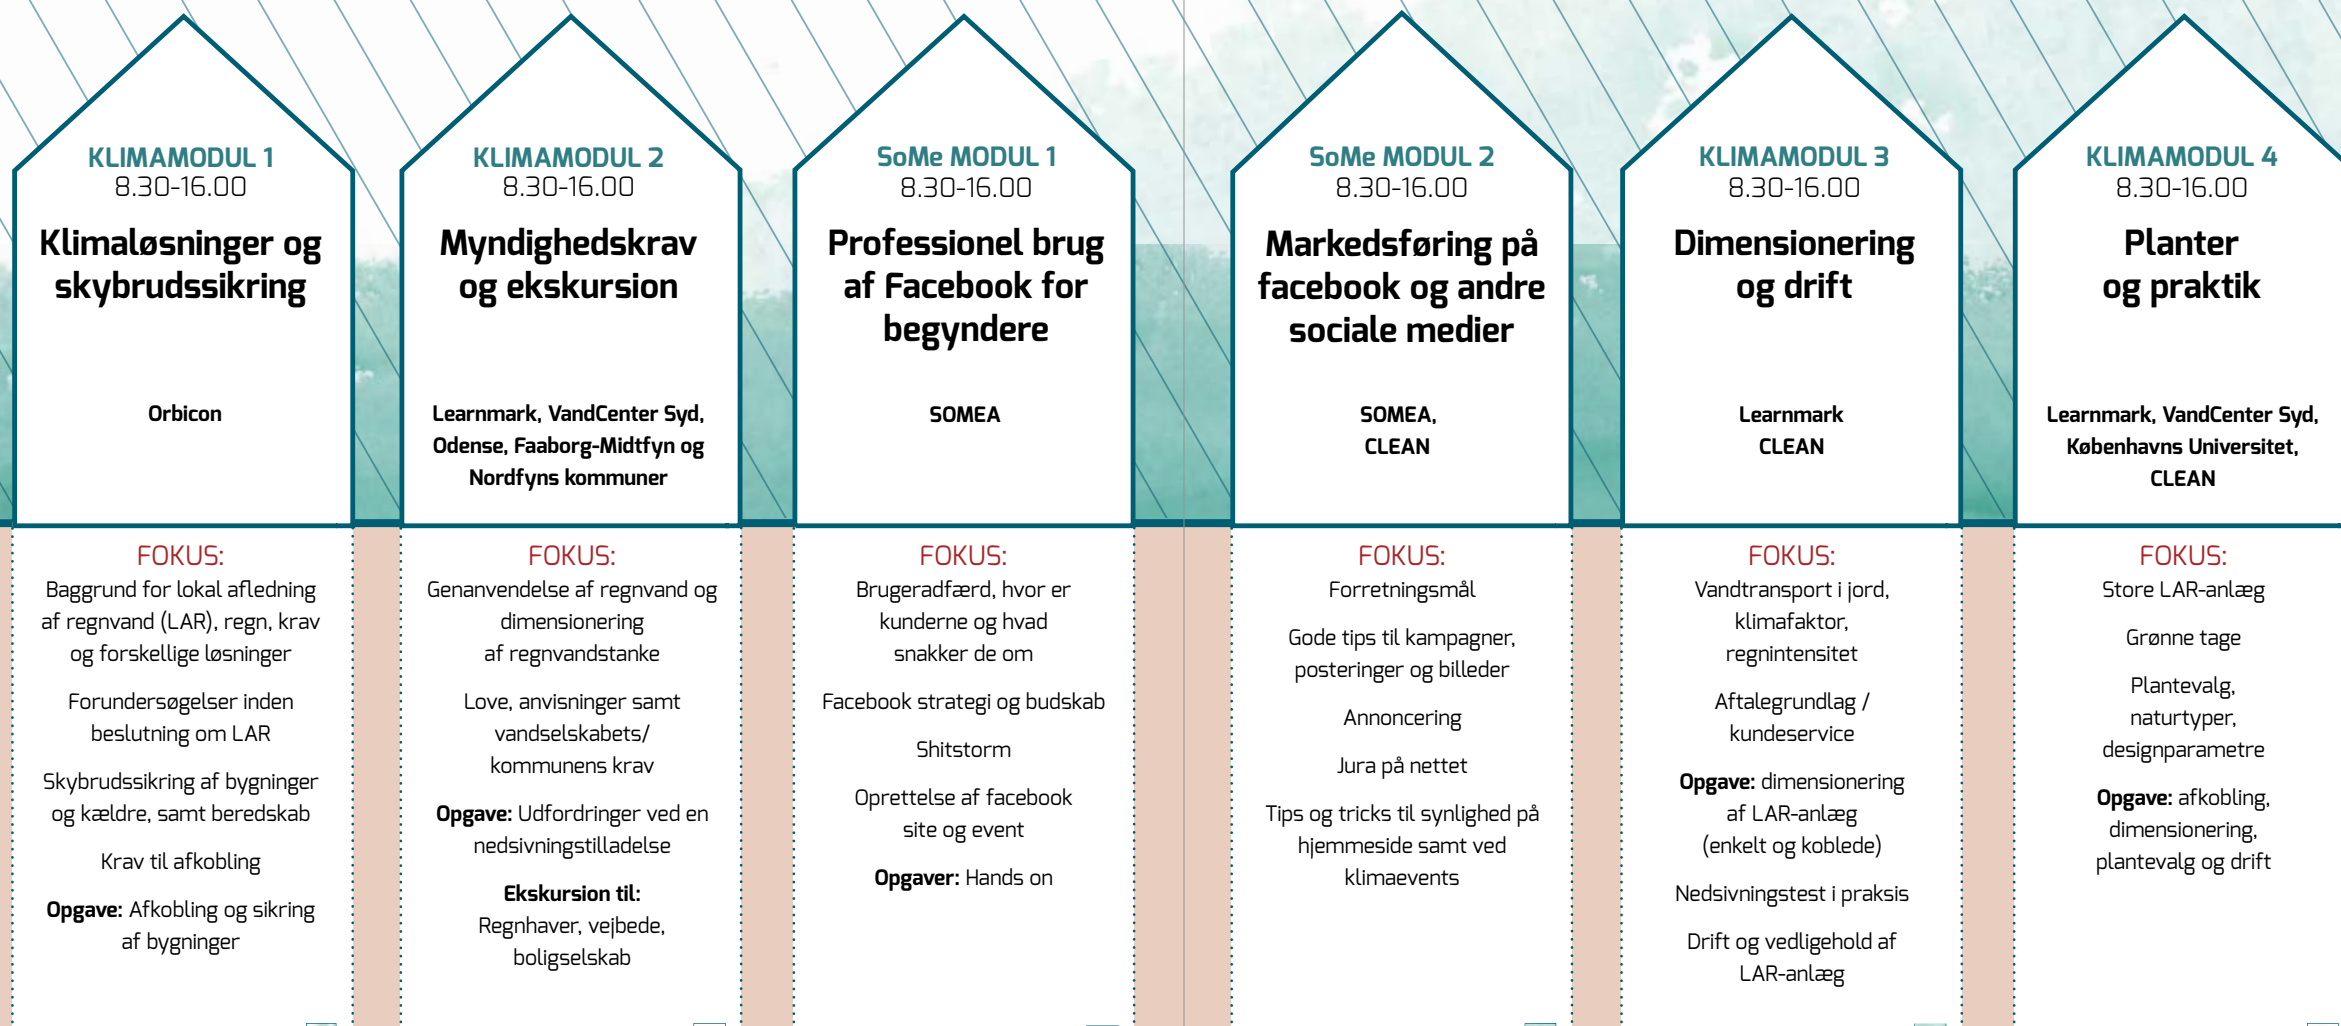 KLIMAMODUL 1
8.30-16.00
Klimaløsninger og
skybrudssikring
Orbicon
FOKUS:
Baggrund for lokal afledning
af regnvand (LAR), regn, krav
og forskellige løsninger
Forundersøgelser inden
beslutning om LAR
Skybrudssikring af bygninger
og kældre, samt beredskab
Krav til afkobling
Opgave: Afkobling og sikring
af bygninger
KLIMAMODUL 2
8.30-16.00
Myndighedskrav
og ekskursion
Learnmark, VandCenter Syd,
Odense, Faaborg-Midtfyn og
Nordfyns kommuner
FOKUS:
Genanvendelse af regnvand og
dimensionering
af regnvandstanke
Love, anvisninger samt
vandselskabets/
kommunens krav
Opgave: Udfordringer ved en
nedsivningstilladelse
Ekskursion til:
Regnhaver, vejbede,
boligselskab
SoMe MODUL 1
8.30-16.00
Professionel brug
af Facebook for
begyndere
SOMEA
FOKUS:
Brugeradfærd, hvor er
kunderne og hvad
snakker de om
Facebook strategi og budskab
Shitstorm
Oprettelse af facebook
site og event
Opgaver: Hands on
SoMe MODUL 2
8.30-16.00
Markedsføring på
facebook og andre
sociale medier
SOMEA,
CLEAN
FOKUS:
Forretningsmål
Gode tips til kampagner,
posteringer og billeder
Annoncering
Jura på nettet
Tips og tricks til synlighed på
hjemmeside samt ved
klimaevents
KLIMAMODUL 3
8.30-16.00
Dimensionering
og drift
Learnmark
CLEAN
FOKUS:
Vandtransport i jord,
klimafaktor,
regnintensitet
Aftalegrundlag /
kundeservice
Opgave: dimensionering
af LAR-anlæg
(enkelt og koblede)
Nedsivningstest i praksis
Drift og vedligehold af
LAR-anlæg
KLIMAMODUL 4
8.30-16.00
Planter
og praktik
Learnmark, VandCenter Syd,
Københavns Universitet,
CLEAN
FOKUS:
Store LAR-anlæg
Grønne tage
Plantevalg,
naturtyper,
designparametre
Opgave: afkobling,
dimensionering,
plantevalg og drift